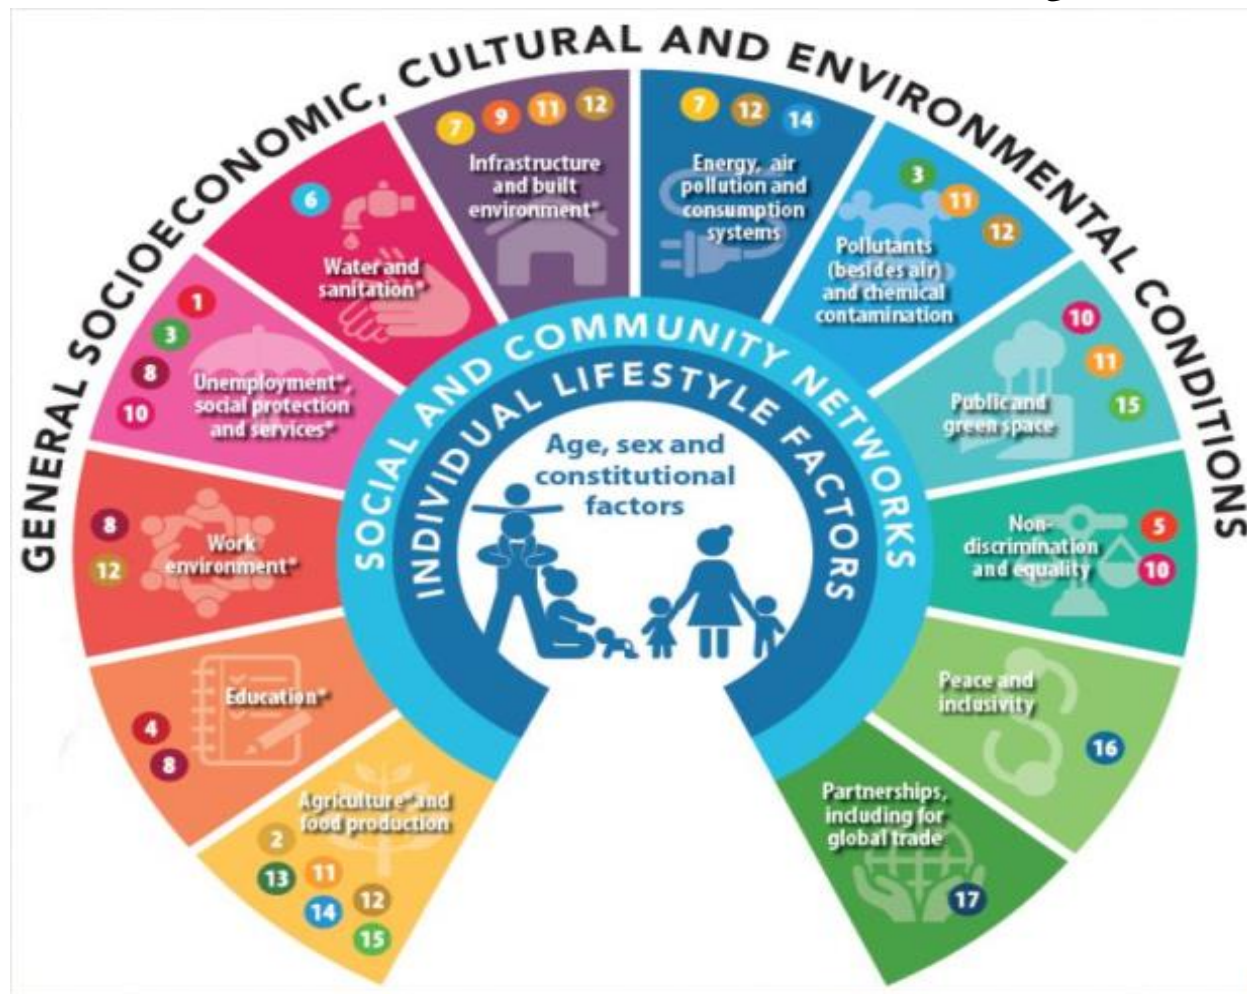 GENERAL SOCIOECONOMIC, CULTURAL AND ENVIRONMENTAL CONDITIONS
SOCIAL AND COMMUNITY NETWORKS
INDIVIDUAL LIFESTYLE FACTORS
Age, sex and
constitutional
factors
Agriculture* and
food production
2
13
11
14
12
15
Education*
4
8
Work
environment*
8
12
Unemployment*,
social protection
and services*
1
3
8
10
Water and
sanitation*
6
Infrastructure
and built
environment*
7
9
11
12
Energy, air
pollution and
consumption
systems
7
12
14
Pollutants
(besides air)
and chemical
contamination
3
11
12
Public and
green space
10
11
15
Non-
discrimination
and equality
5
10
Peace and
inclusivity
16
Partnerships,
including for
global trade
17